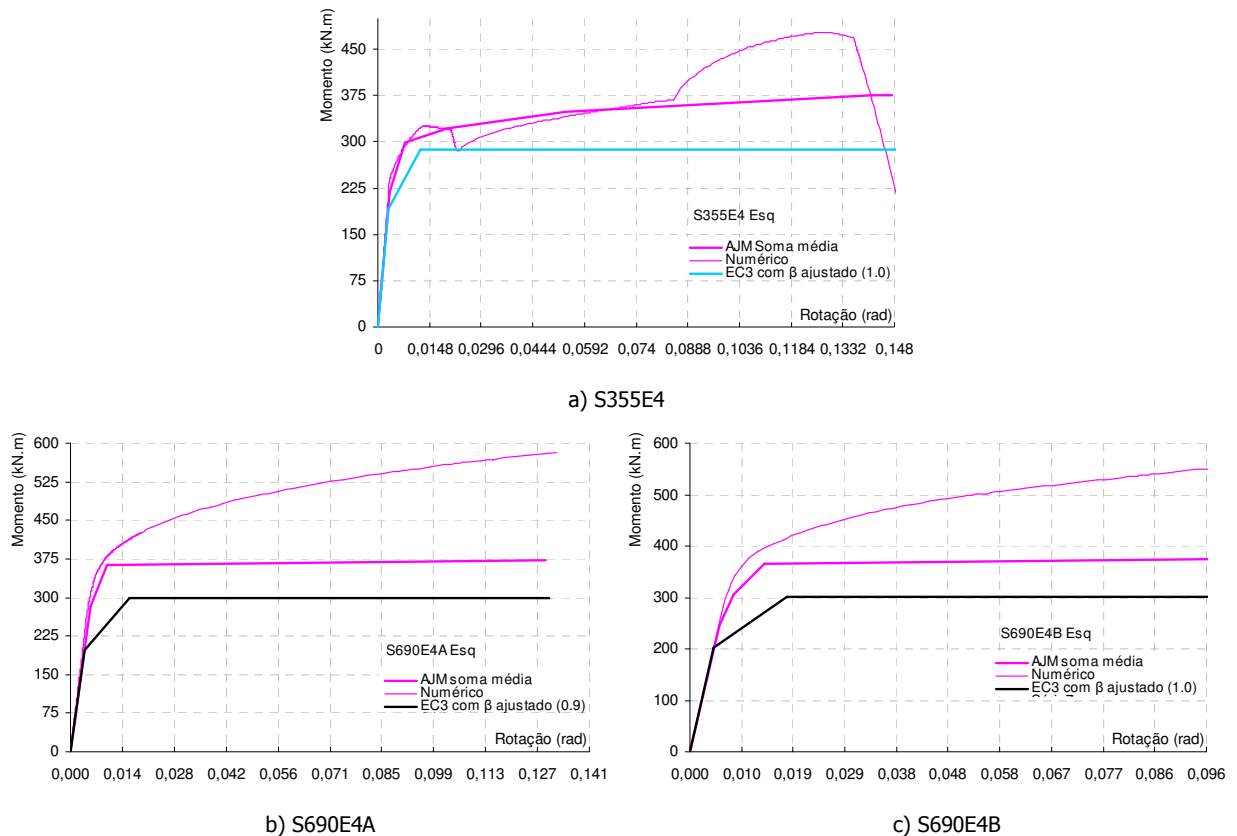 Momento (kN.m)
450
375
300
225
150
75
0
S355E4 Esq
AJM Soma média
Numérico
EC3 com β ajustado (1.0)
Rotação (rad)
0 0,0148 0,0296 0,0444 0,0592 0,074 0,0888 0,1036 0,1184 0,1332 0,148
a) S355E4
Momento (kN.m)
600
525
450
375
300
225
150
75
0
S690E4A Esq
AJM soma média
Numérico
EC3 com β ajustado (0.9)
Rotação (rad)
0,000 0,014 0,028 0,042 0,056 0,071 0,085 0,099 0,113 0,127 0,141
b) S690E4A
Momento (kN.m)
600
500
400
300
200
100
0
S690E4B Esq
AJM soma média
Numérico
EC3 com β ajustado (1.0)
Rotação (rad)
0,000 0,010 0,019 0,029 0,038 0,048 0,058 0,067 0,077 0,086 0,096
c) S690E4B